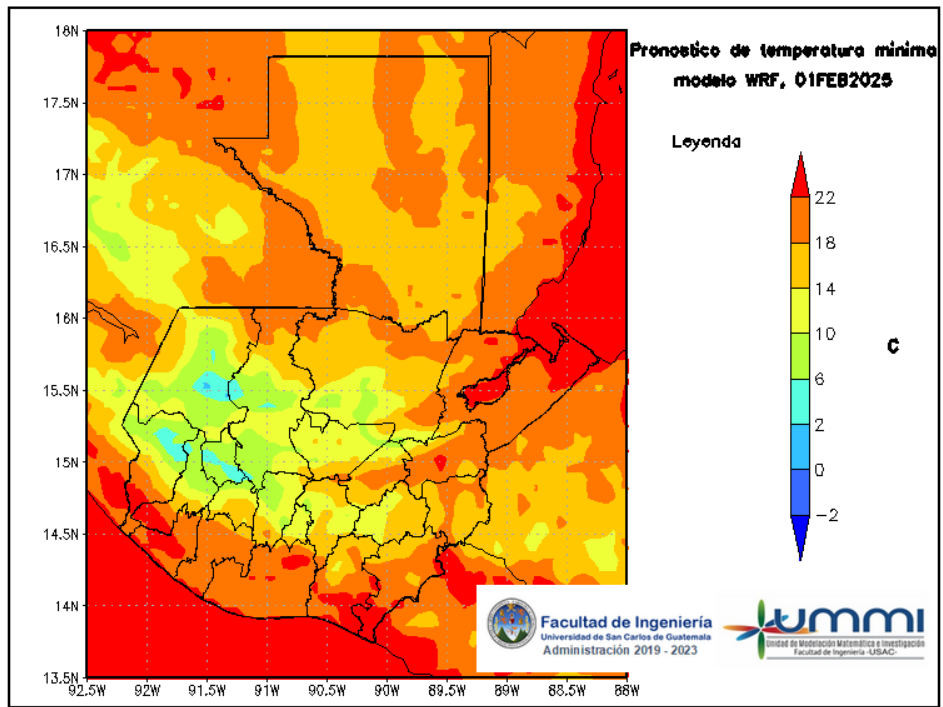 Pronostico de temperatura minima
modelo WRF, 01FEB2025
Leyenda
22
18
14
10
6
2
0
-2
C
18N
17.5N
17N
16.5N
16N
15.5N
15N
14.5N
14N
13.5N
92.5W
92W
91.5W
91W
90.5W
90W
89.5W
89W
88.5W
88W
Facultad de Ingeniería
Universidad de San Carlos de Guatemala
Administración 2019 - 2023
UMMI
Unidad de Modelación Matemática e Investigación
Facultad de Ingeniería -USAC-